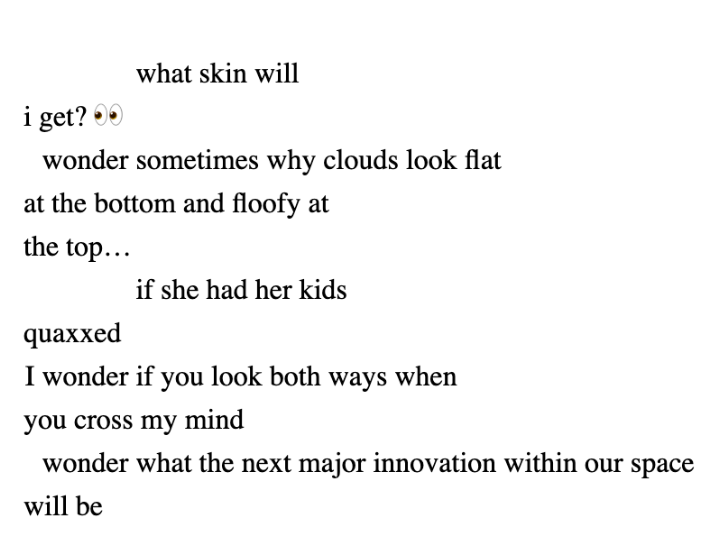 what skin will
i get? 👀
wonder sometimes why clouds look flat
at the bottom and floofy at
the top…
if she had her kids
quaxxed
I wonder if you look both ways when
you cross my mind
wonder what the next major innovation within our space
will be